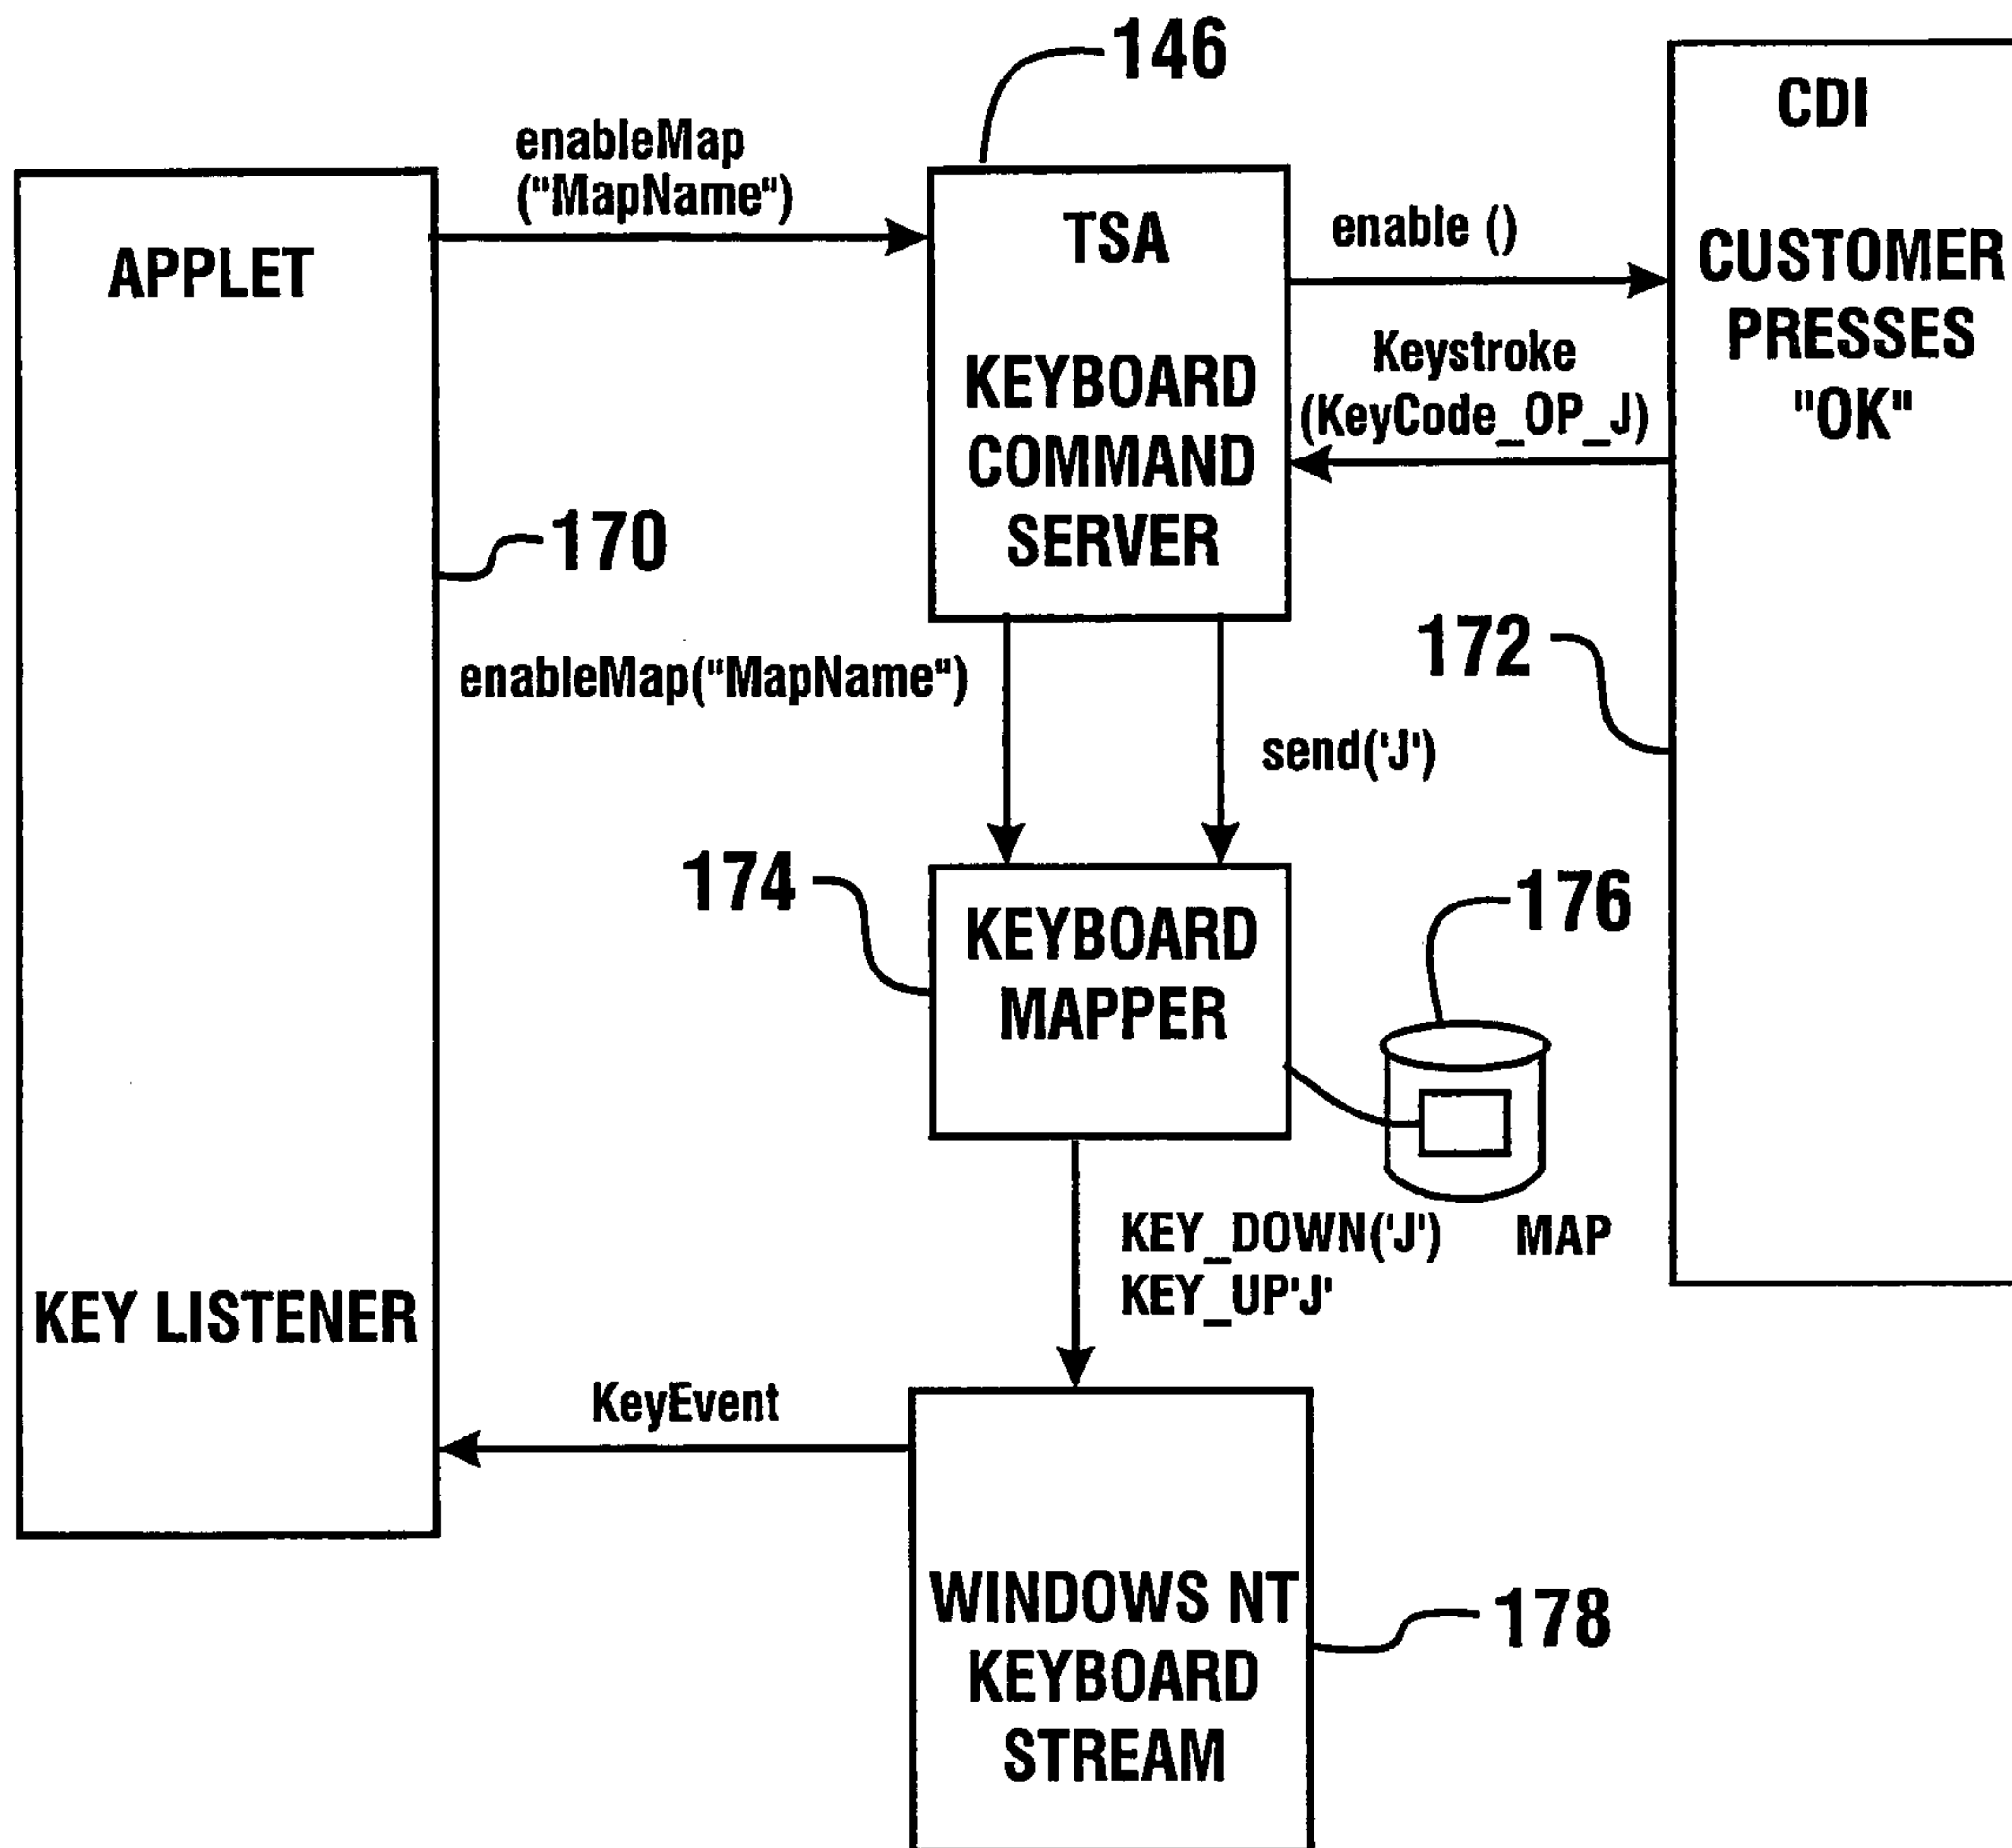 146
CDI
enableMap
("MapName")
APPLET
TSA
enable ()
CUSTOMER
PRESSES
"OK"
KEYBOARD
COMMAND
SERVER
Keystroke
(KeyCode_OP_J)
170
172
enableMap("MapName")
send('J')
174
KEYBOARD
MAPPER
176
KEY_DOWN('J')
KEY_UP'J'
MAP
KEY LISTENER
KeyEvent
WINDOWS NT
KEYBOARD
STREAM
178